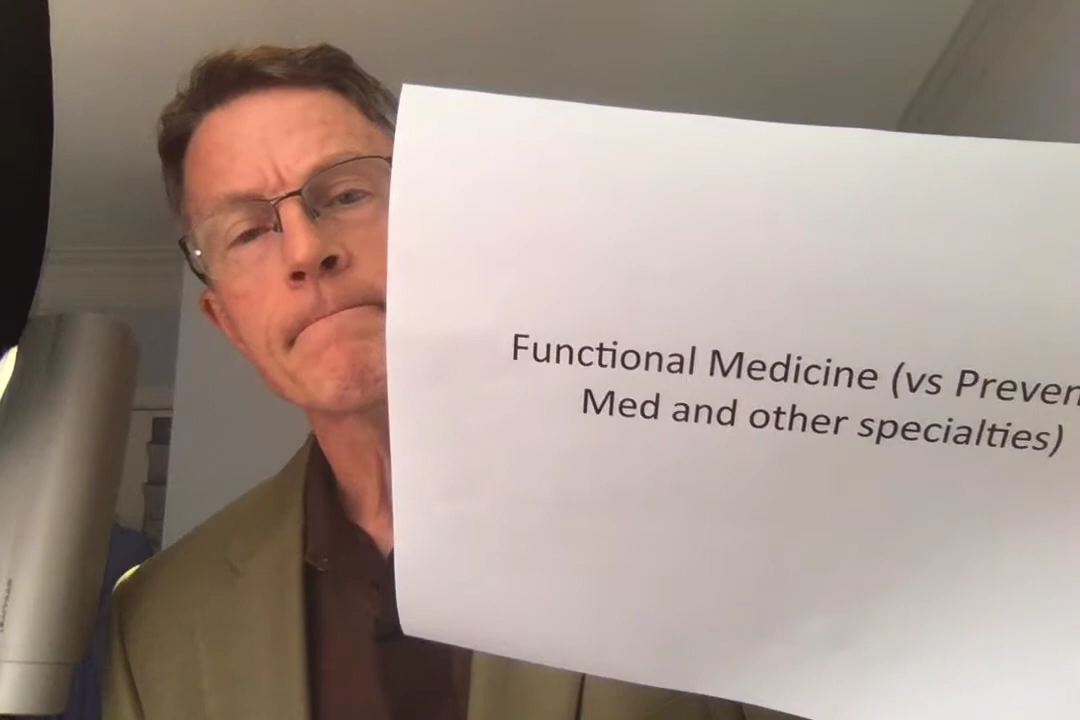 Functional Medicine (vs Preven
Med and other specialties)